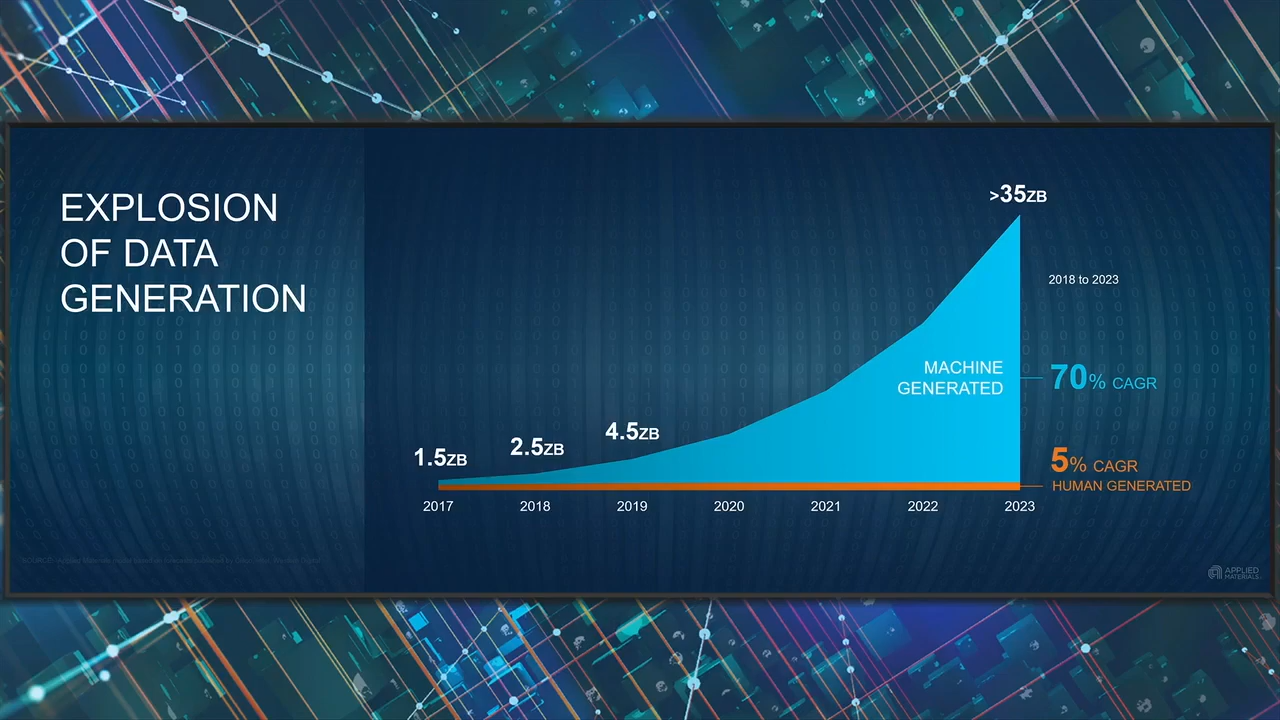 EXPLOSION
OF DATA
GENERATION
>35ZB
2018 to 2023
MACHINE
GENERATED
70% CAGR
4.5ZB
2.5ZB
1.5ZB
5% CAGR
HUMAN GENERATED
2017 2018 2019 2020 2021 2022 2023
APPLIED
MATERIALS